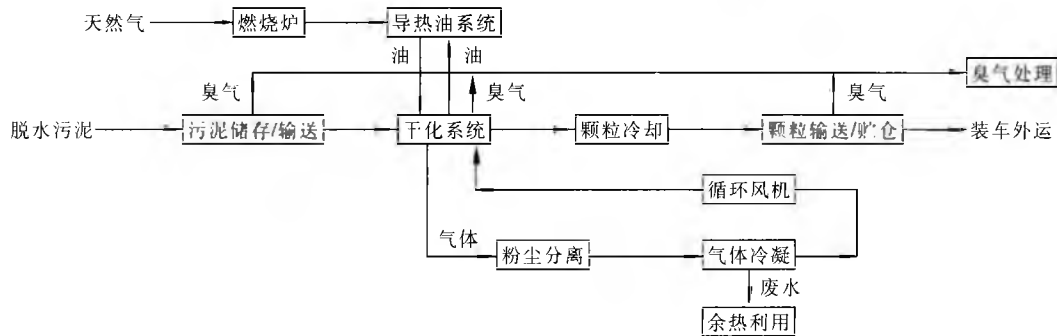 天然气
燃烧炉
导热油系统
油
油
臭气
臭气
臭气
臭气处理
脱水污泥
污泥储存/输送
干化系统
颗粒冷却
颗粒输送/贮仓
装车外运
循环风机
气体
粉尘分离
气体冷凝
废水
余热利用